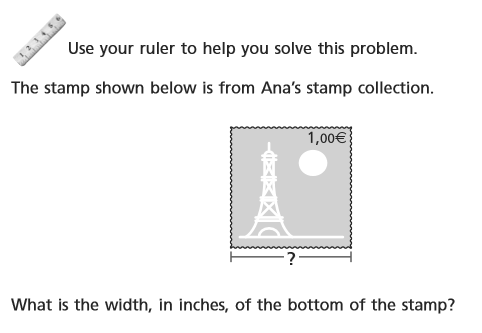 Use your ruler to help you solve this problem.
The stamp shown below is from Ana's stamp collection.
1,00€
?
What is the width, in inches, of the bottom of the stamp?